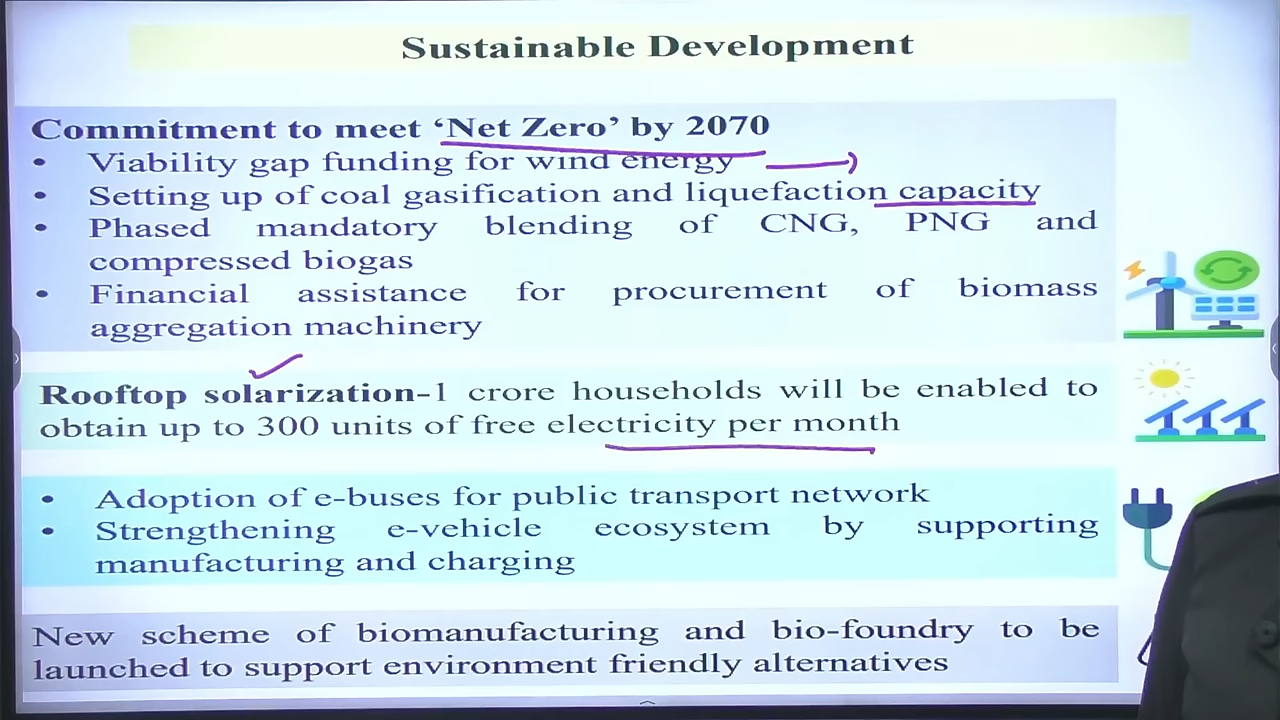 Sustainable Development
Commitment to meet ‘Net Zero’ by 2070
• Viability gap funding for wind energy
• Setting up of coal gasification and liquefaction capacity
• Phased mandatory blending of CNG, PNG and
compressed biogas
• Financial assistance for procurement of biomass
aggregation machinery
Rooftop solarization-1 crore households will be enabled to
obtain up to 300 units of free electricity per month
• Adoption of e-buses for public transport network
• Strengthening e-vehicle ecosystem by supporting
manufacturing and charging
New scheme of biomanufacturing and bio-foundry to be
launched to support environment friendly alternatives